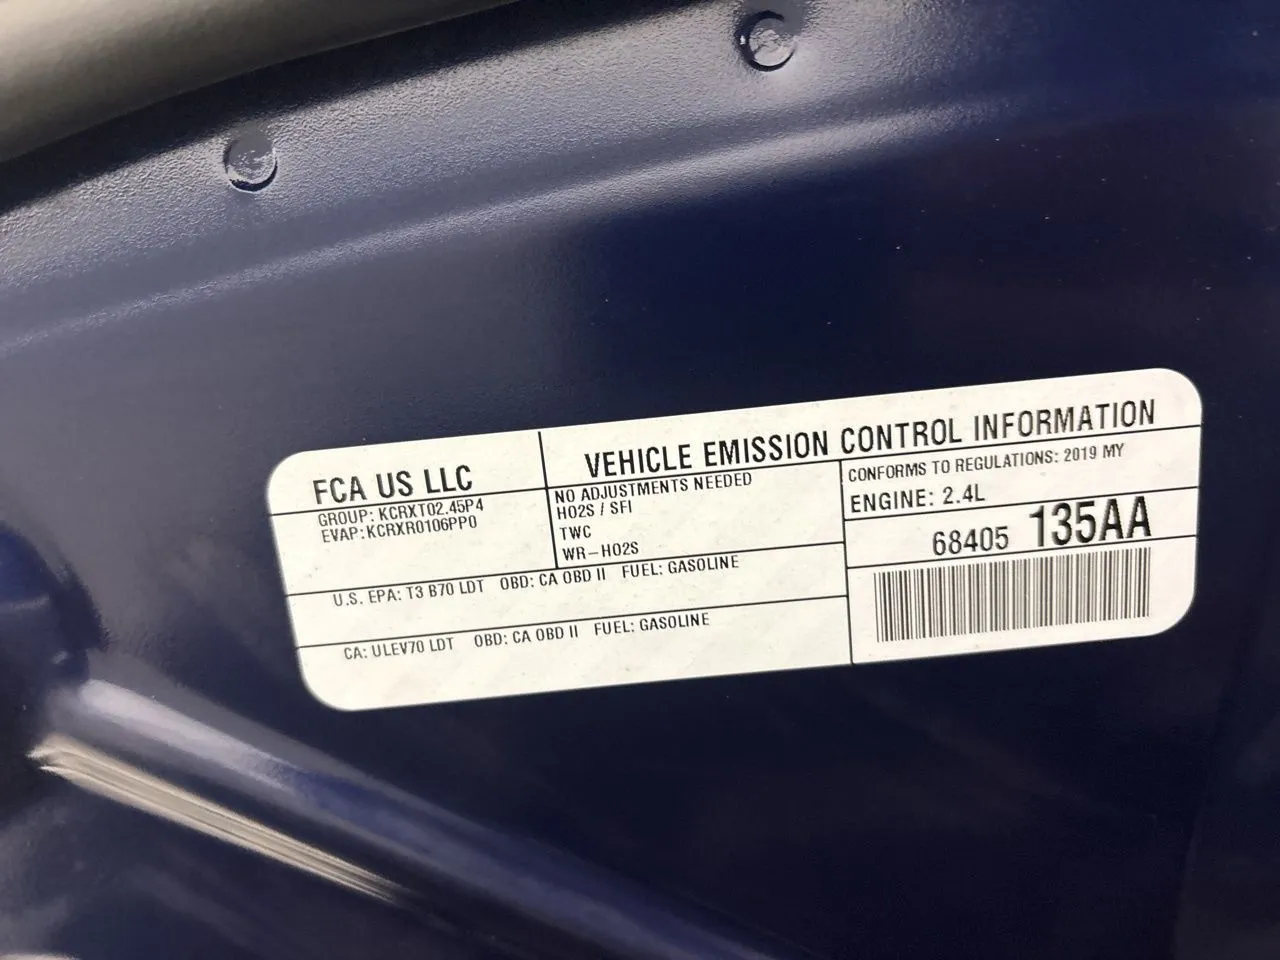 FCA US LLC
VEHICLE EMISSION CONTROL INFORMATION
GROUP: KCRXT02.45P4
EVAP: KCRXR0106PP0
NO ADJUSTMENTS NEEDED
HO2S / SFI
TWC
WR-HO2S
CONFORMS TO REGULATIONS: 2019 MY
ENGINE: 2.4L
68405 135AA
U.S. EPA: T3 B70 LDT OBD: CA OBD II FUEL: GASOLINE
CA: ULEV70 LDT OBD: CA OBD II FUEL: GASOLINE